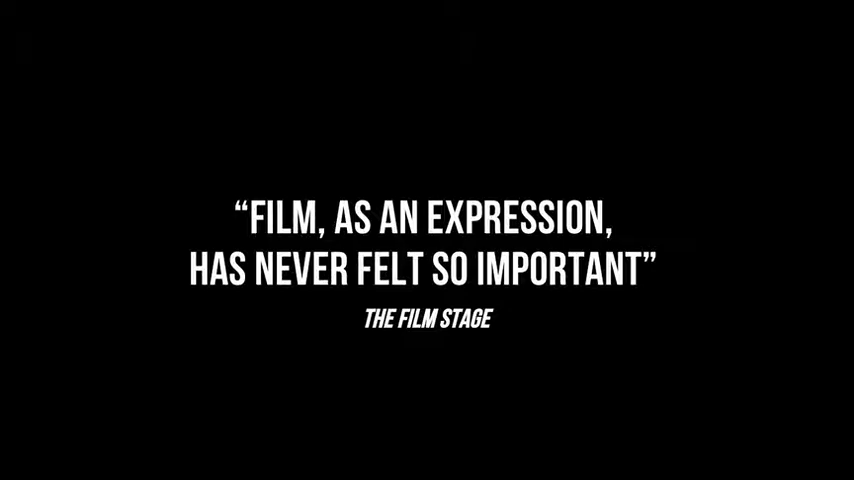 “FILM, AS AN EXPRESSION,
HAS NEVER FELT SO IMPORTANT”
THE FILM STAGE